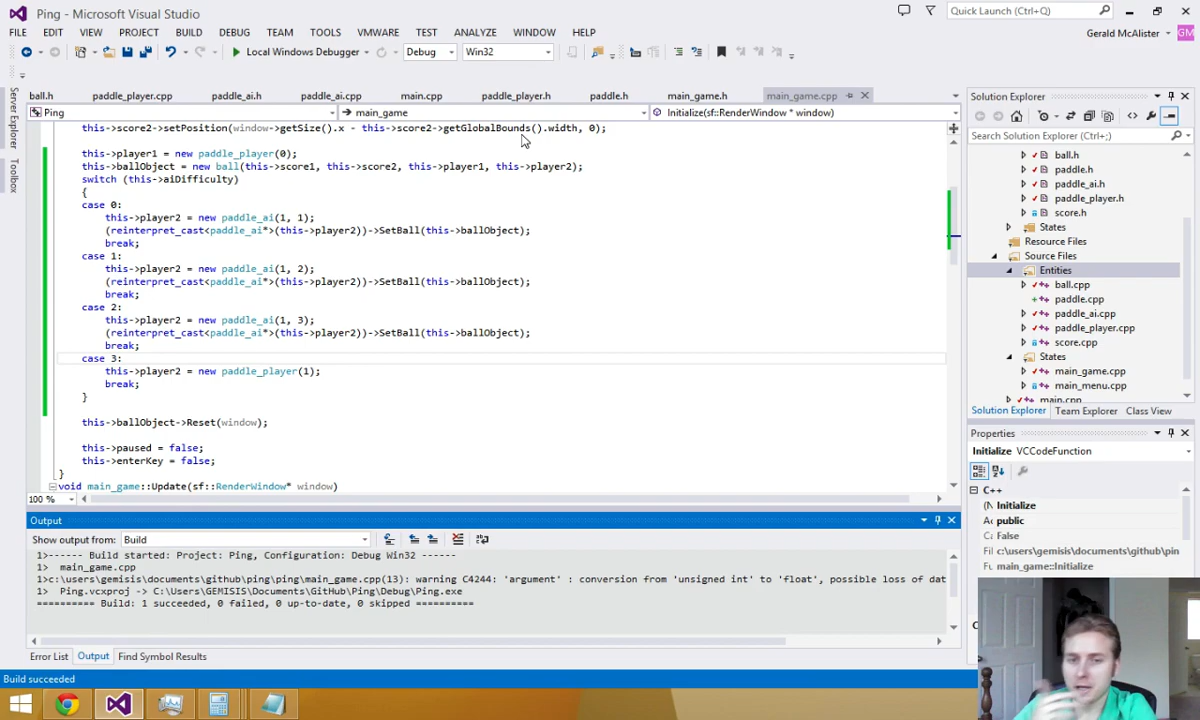 Ping - Microsoft Visual Studio
Quick Launch (Ctrl+Q)
FILE EDIT VIEW PROJECT BUILD DEBUG TEAM TOOLS VMWARE TEST ANALYZE WINDOW HELP
Gerald McAlister
GM
Local Windows Debugger Debug Win32
Server Explorer
Toolbox
ball.h paddle_player.cpp paddle_ai.h paddle_ai.cpp main.cpp paddle_player.h paddle.h main_game.h main_game.cpp
Ping main_game Initialize(sf::RenderWindow * window)
this->score2->setPosition(window->getSize().x - this->score2->getGlobalBounds().width, 0);
this->player1 = new paddle_player(0);
this->ballObject = new ball(this->score1, this->score2, this->player1, this->player2);
switch (this->aiDifficulty)
{
case 0:
this->player2 = new paddle_ai(1, 1);
(reinterpret_cast<paddle_ai*>(this->player2))->SetBall(this->ballObject);
break;
case 1:
this->player2 = new paddle_ai(1, 2);
(reinterpret_cast<paddle_ai*>(this->player2))->SetBall(this->ballObject);
break;
case 2:
this->player2 = new paddle_ai(1, 3);
(reinterpret_cast<paddle_ai*>(this->player2))->SetBall(this->ballObject);
break;
case 3:
this->player2 = new paddle_player(1);
break;
}
this->ballObject->Reset(window);
this->paused = false;
this->enterKey = false;
}
void main_game::Update(sf::RenderWindow* window)
100 %
Output
Show output from: Build
1>------ Build started: Project: Ping, Configuration: Debug Win32 ------
1>  main_game.cpp
1>c:\users\gemisis\documents\github\ping\ping\main_game.cpp(13): warning C4244: 'argument' : conversion from 'unsigned int' to 'float', possible loss of dat
1>  Ping.vcxproj -> C:\Users\GEMISIS\Documents\GitHub\Ping\Debug\Ping.exe
========== Build: 1 succeeded, 0 failed, 0 up-to-date, 0 skipped ==========
Error List Output Find Symbol Results
Build succeeded
Solution Explorer
Search Solution Explorer (Ctrl+;)
ball.h
paddle.h
paddle_ai.h
paddle_player.h
score.h
States
Resource Files
Source Files
Entities
ball.cpp
paddle.cpp
paddle_ai.cpp
paddle_player.cpp
score.cpp
States
main_game.cpp
main_menu.cpp
main.cpp
Solution Explorer Team Explorer Class View
Properties
Initialize VCCodeFunction
C++
(N Initialize
Ac public
Ca False
Fil c:\users\gemisis\documents\github\pin
Fu main_game::Initialize